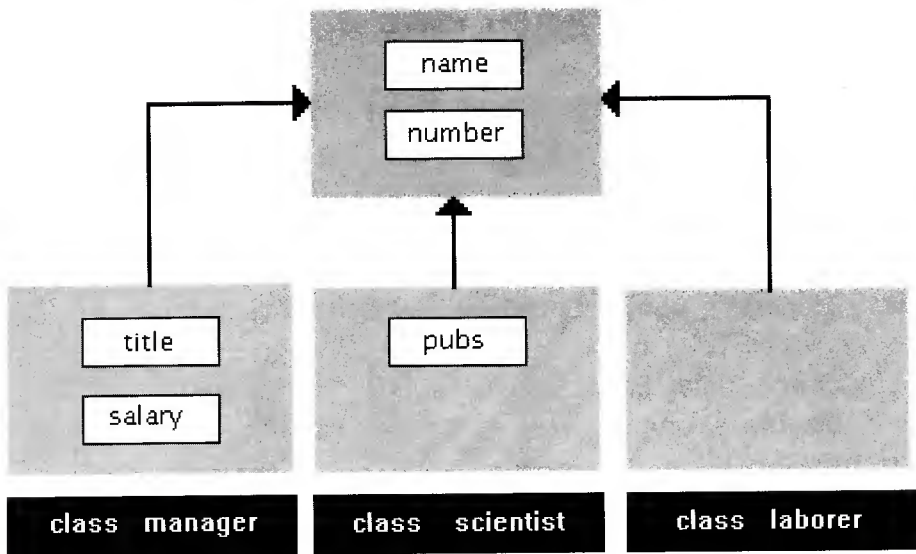 name
number
title
salary
pubs
class manager
class scientist
class laborer